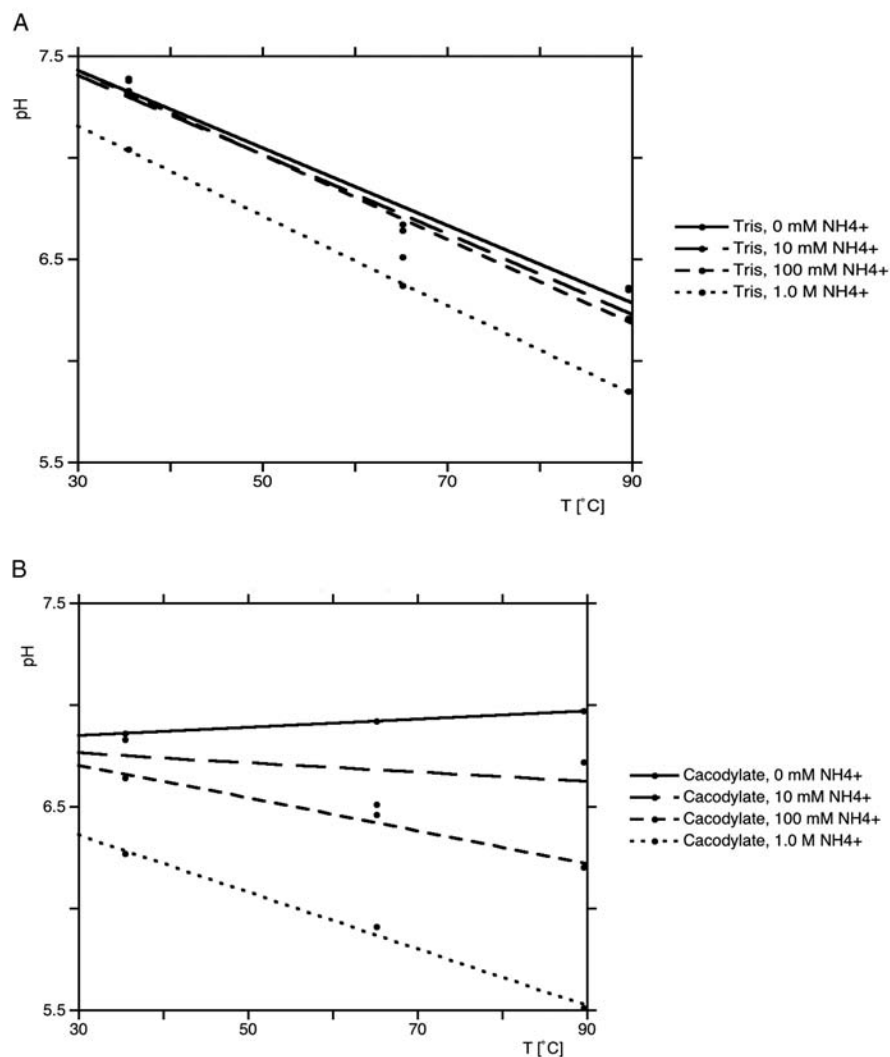 A
7.5
pH
6.5
5.5
30
50
70
90
T [˚C]
Tris, 0 mM NH4+
Tris, 10 mM NH4+
Tris, 100 mM NH4+
Tris, 1.0 M NH4+
B
7.5
pH
6.5
5.5
30
50
70
90
T [˚C]
Cacodylate, 0 mM NH4+
Cacodylate, 10 mM NH4+
Cacodylate, 100 mM NH4+
Cacodylate, 1.0 M NH4+